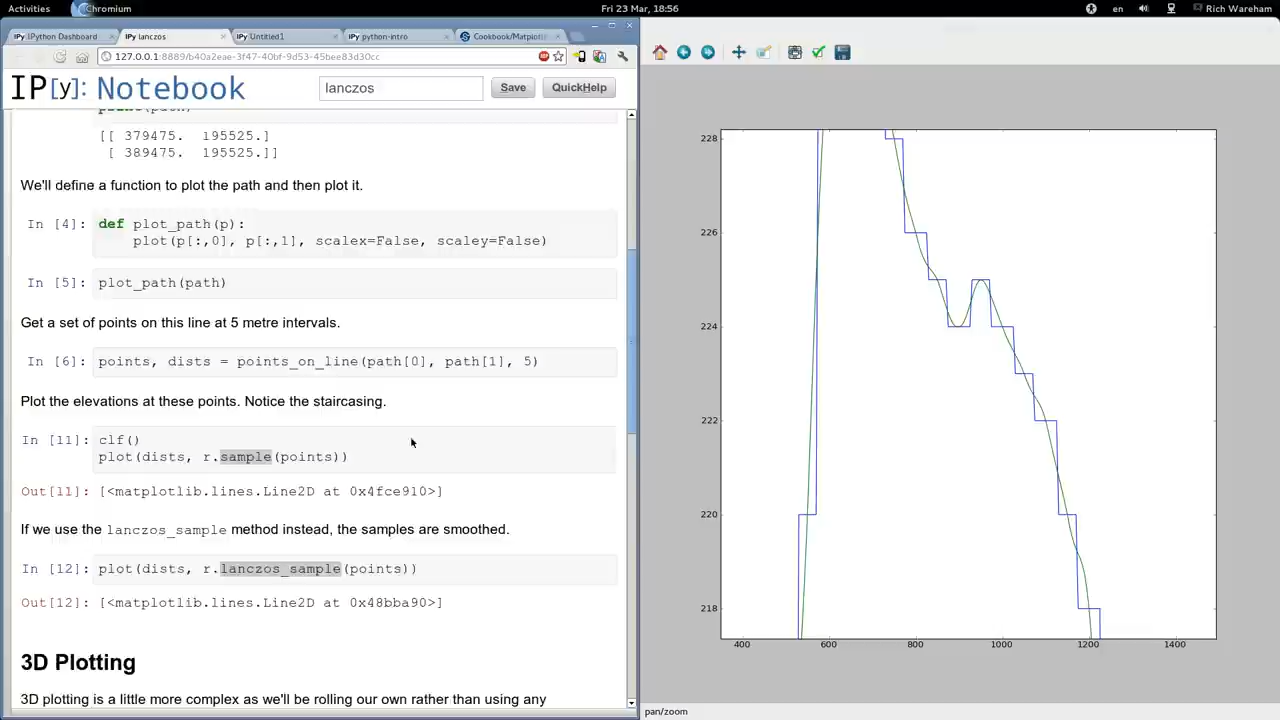 Activities
Chromium
Fri 23 Mar, 18:56
en
Rich Wareham
IPy IPython Dashboard
IPy lanczos
IPy Untitled1
IPy python-intro
Cookbook/Matplotl
127.0.0.1:8889/b40a2eae-3f47-40bf-9d53-45bee83d30cc
IP[y]: Notebook
lanczos
Save
QuickHelp
print(path)
[[ 379475.  195525.]
[ 389475.  195525.]]
We'll define a function to plot the path and then plot it.
In [4]: def plot_path(p):
plot(p[:,0], p[:,1], scalex=False, scaley=False)
In [5]: plot_path(path)
Get a set of points on this line at 5 metre intervals.
In [6]: points, dists = points_on_line(path[0], path[1], 5)
Plot the elevations at these points. Notice the staircasing.
In [11]: clf()
plot(dists, r.sample(points))
Out[11]: [<matplotlib.lines.Line2D at 0x4fce910>]
If we use the lanczos_sample method instead, the samples are smoothed.
In [12]: plot(dists, r.lanczos_sample(points))
Out[12]: [<matplotlib.lines.Line2D at 0x48bba90>]
3D Plotting
3D plotting is a little more complex as we'll be rolling our own rather than using any
228
226
224
222
220
218
400 600 800 1000 1200 1400
pan/zoom